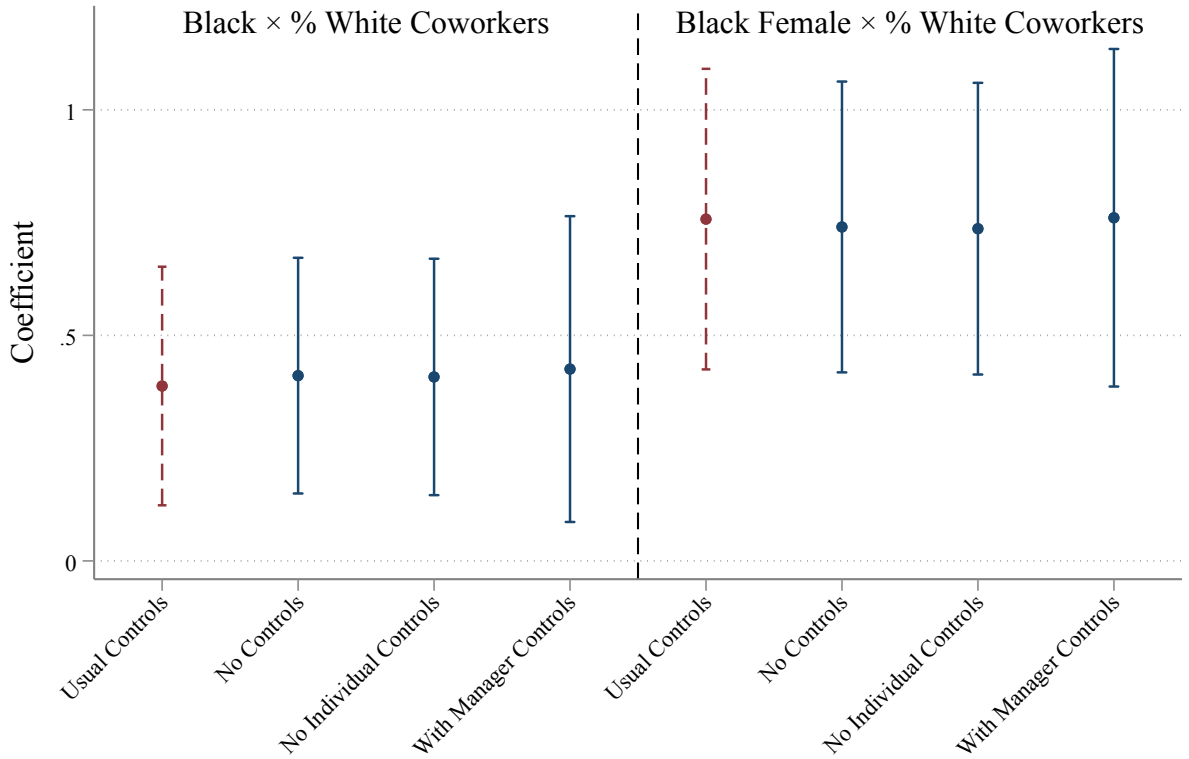 Black × % White Coworkers
Black Female × % White Coworkers
Coefficient
1
.5
0
Usual Controls
No Controls
No Individual Controls
With Manager Controls
Usual Controls
No Controls
No Individual Controls
With Manager Controls